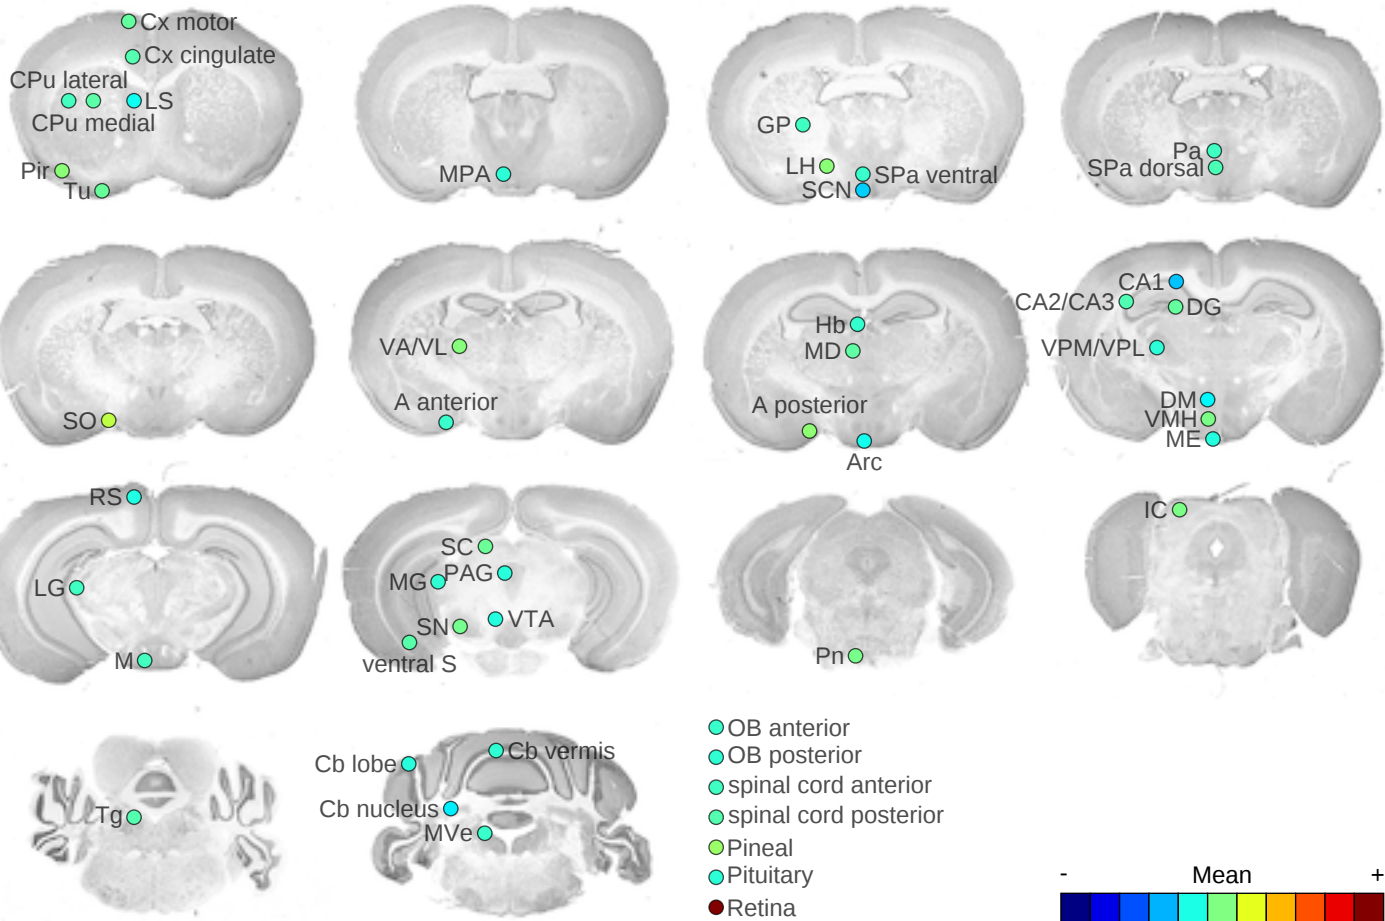 Cx motor
Cx cingulate
CPu lateral
LS
CPu medial
Pir
Tu
MPA
GP
LH
SPa ventral
SCN
Pa
SPa dorsal
SO
VA/VL
A anterior
Hb
MD
A posterior
Arc
CA1
CA2/CA3
DG
VPM/VPL
DM
VMH
ME
RS
LG
M
SC
MG
PAG
SN
VTA
ventral S
Pn
IC
Tg
Cb lobe
Cb vermis
Cb nucleus
MVe
OB anterior
OB posterior
spinal cord anterior
spinal cord posterior
Pineal
Pituitary
Retina
- Mean +